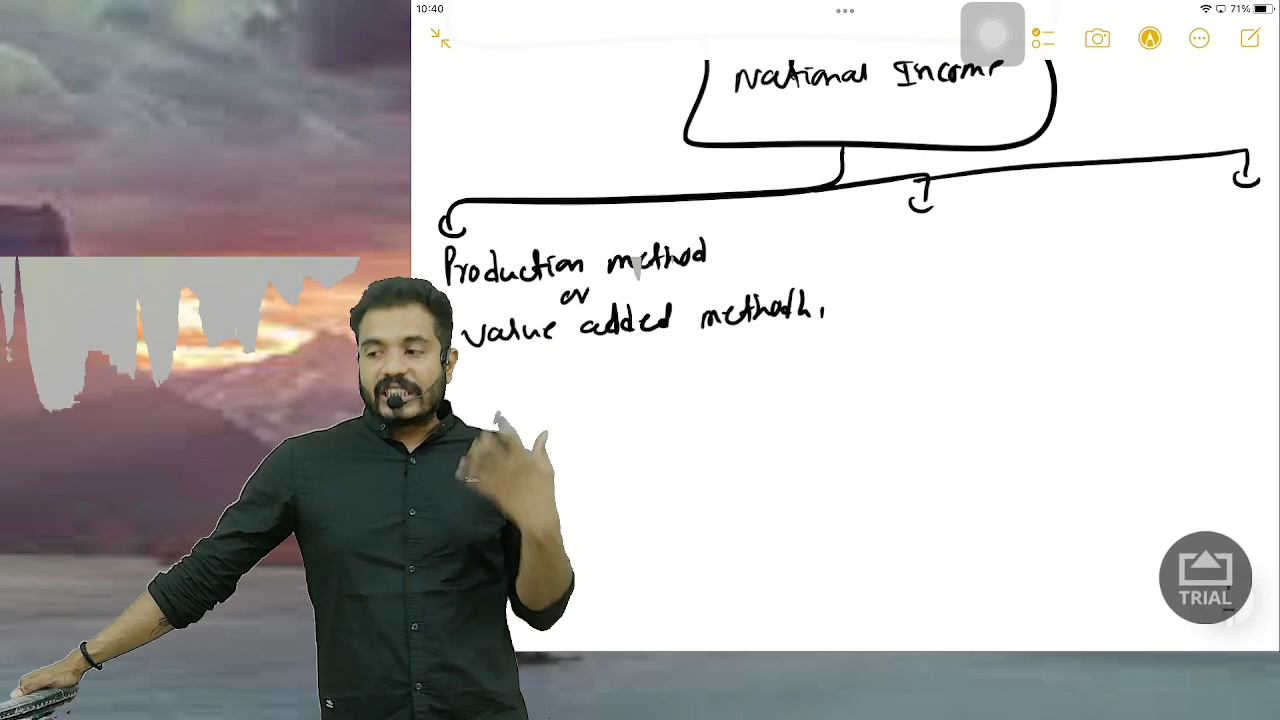 10:40
71%
National Income
Production method
or
value added method.
TRIAL